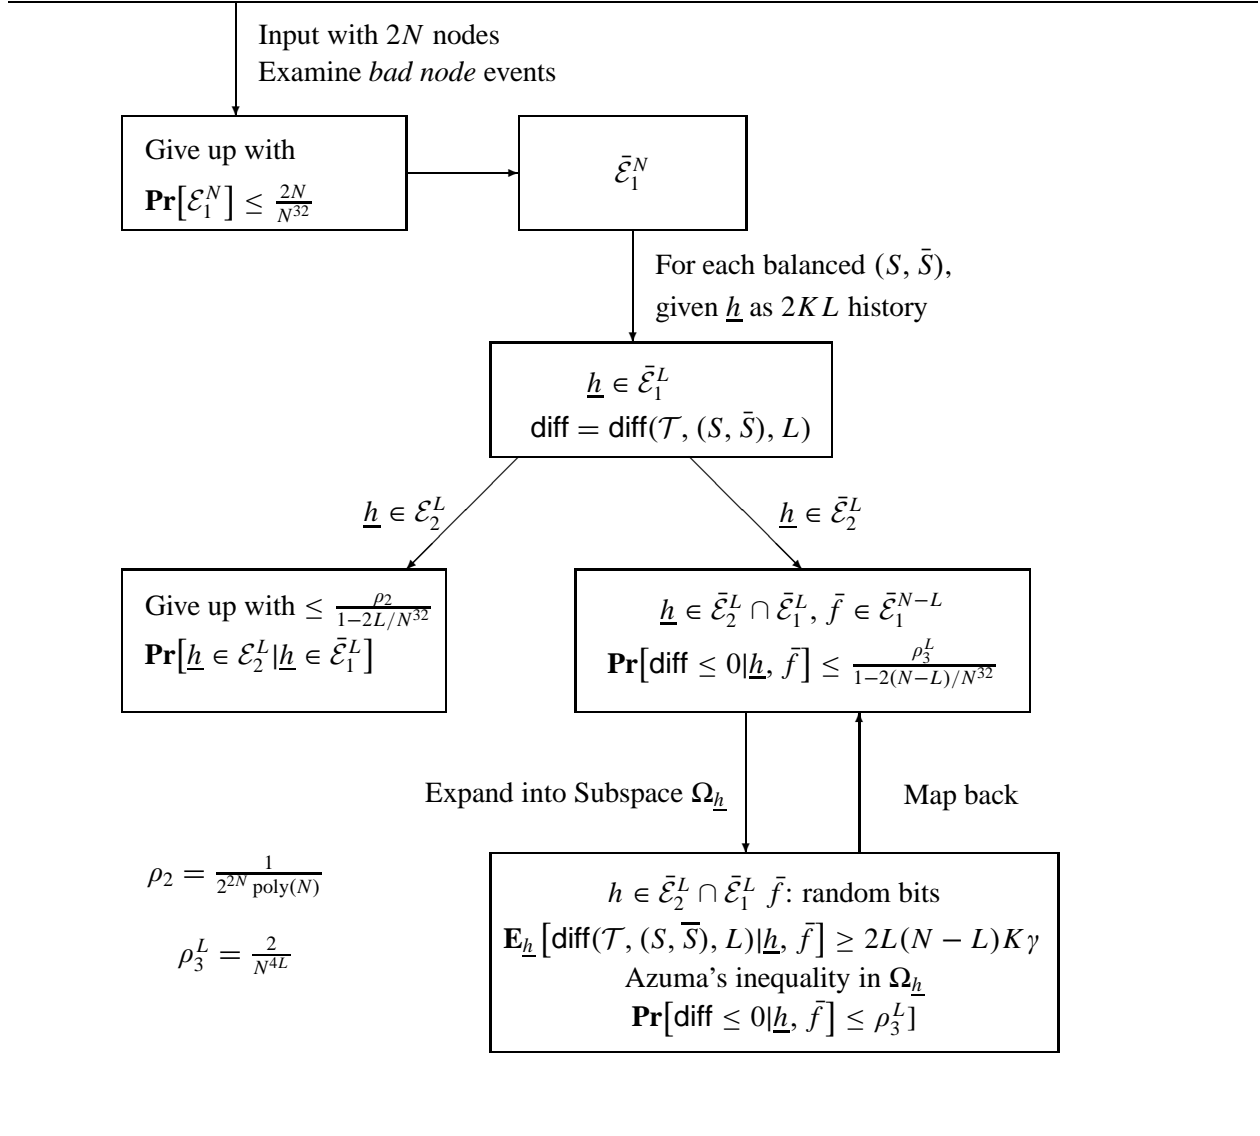 Input with 2N nodes
Examine bad node events
Give up with
Pr[ℰ₁ᴺ] ≤ 2N/N³²
ℰ̄₁ᴺ
For each balanced (S, S̄),
given h̲ as 2KL history
h̲ ∈ ℰ̄₁ᴸ
diff = diff(𝒯, (S, S̄), L)
h̲ ∈ ℰ₂ᴸ
h̲ ∈ ℰ̄₂ᴸ
Give up with ≤ ρ₂/(1−2L/N³²)
Pr[h̲ ∈ ℰ₂ᴸ|h̲ ∈ ℰ̄₁ᴸ]
h̲ ∈ ℰ̄₂ᴸ ∩ ℰ̄₁ᴸ, f̄ ∈ ℰ̄₁ᴺ⁻ᴸ
Pr[diff ≤ 0|h̲, f̄] ≤ ρ₃ᴸ/(1−2(N−L)/N³²)
Expand into Subspace Ω_h̲
Map back
ρ₂ = 1/(2²ᴺ poly(N))
ρ₃ᴸ = 2/N⁴ᴸ
h ∈ ℰ̄₂ᴸ ∩ ℰ̄₁ᴸ f̄: random bits
E_h̲ [diff(𝒯, (S, S̅), L)|h̲, f̄] ≥ 2L(N − L)Kγ
Azuma's inequality in Ω_h̲
Pr[diff ≤ 0|h̲, f̄] ≤ ρ₃ᴸ]